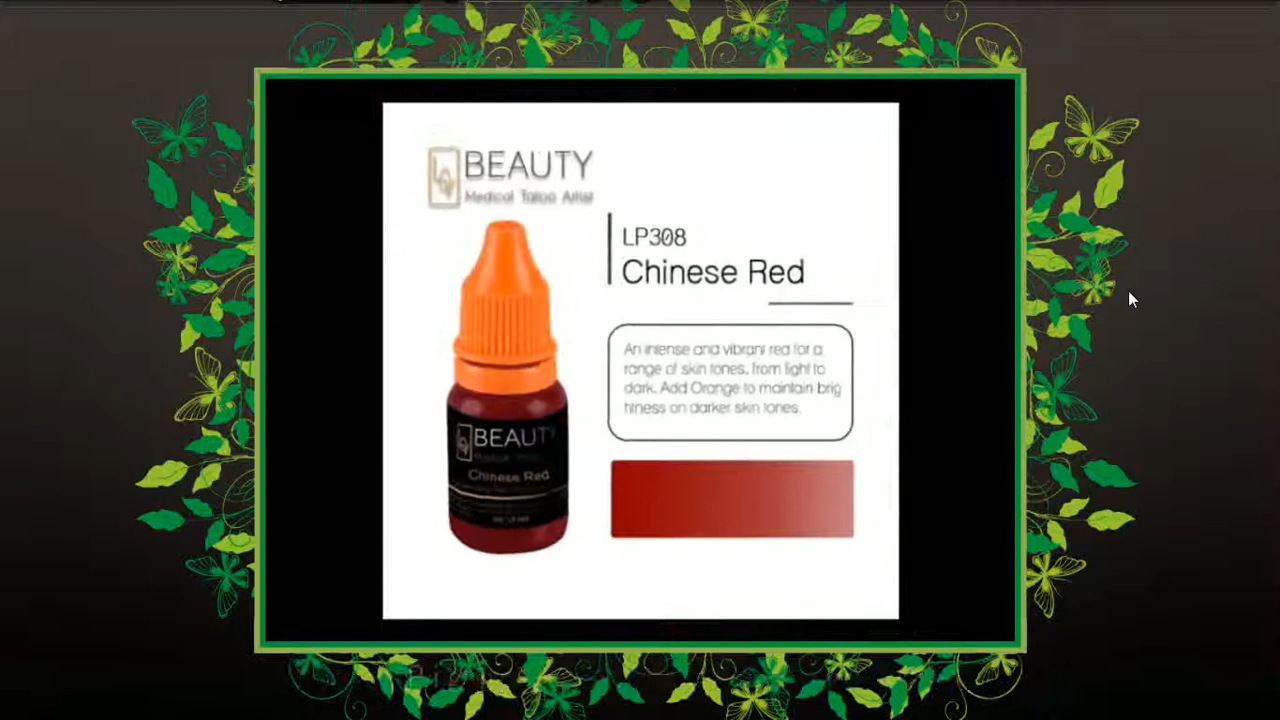 BEAUTY
Medical Tattoo Artist
LP308
Chinese Red
An intense and vibrant red for a
range of skin tones, from light to
dark. Add Orange to maintain brig
htness on darker skin tones.
BEAUTY
Chinese Red